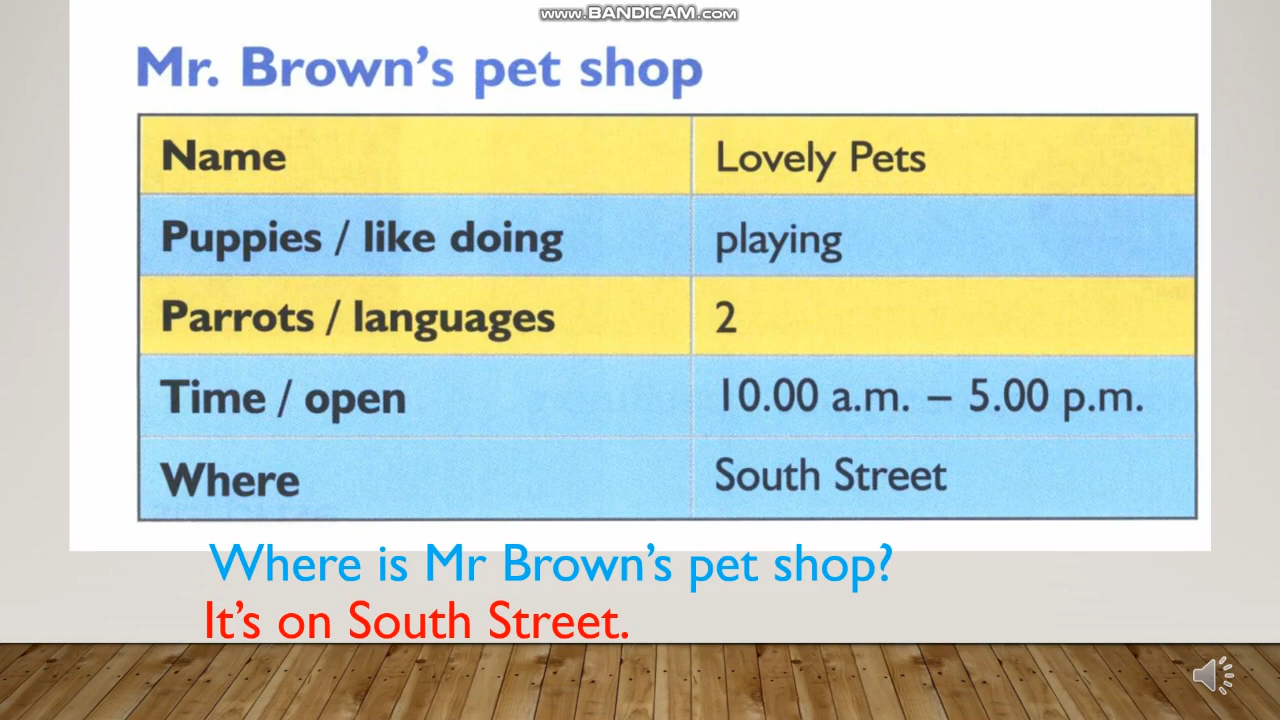 www.BANDICAM.com
Mr. Brown's pet shop
Name Lovely Pets
Puppies / like doing playing
Parrots / languages 2
Time / open 10.00 a.m. – 5.00 p.m.
Where South Street
Where is Mr Brown's pet shop?
It's on South Street.